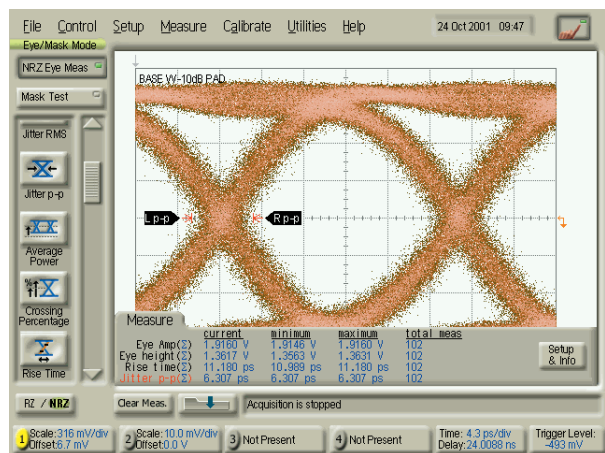 File Control Setup Measure Calibrate Utilities Help 24 Oct 2001 09:47
Eye/Mask Mode
NRZ Eye Meas
Mask Test
Jitter RMS
Jitter p-p
Average
Power
Crossing
Percentage
Rise Time
BASE W-10dB PAD
L p-p
R p-p
Measure
current minimum maximum total meas
Eye Amp(Σ) 1.9160 V 1.9146 V 1.9160 V 102
Eye height(Σ) 1.3617 V 1.3563 V 1.3631 V 102
Rise time(Σ) 11.180 ps 10.989 ps 11.180 ps 102
Jitter p-p(Σ) 6.307 ps 6.307 ps 6.307 ps 102
Setup
& Info
RZ / NRZ
Clear Meas.
Acquisition is stopped
1 Scale:316 mV/div
Offset:6.7 mV
2 Scale:10.0 mV/div
Offset:0.0 V
3 Not Present
4 Not Present
Time:4.3 ps/div
Delay:24.0088 ns
Trigger Level:
-493 mV